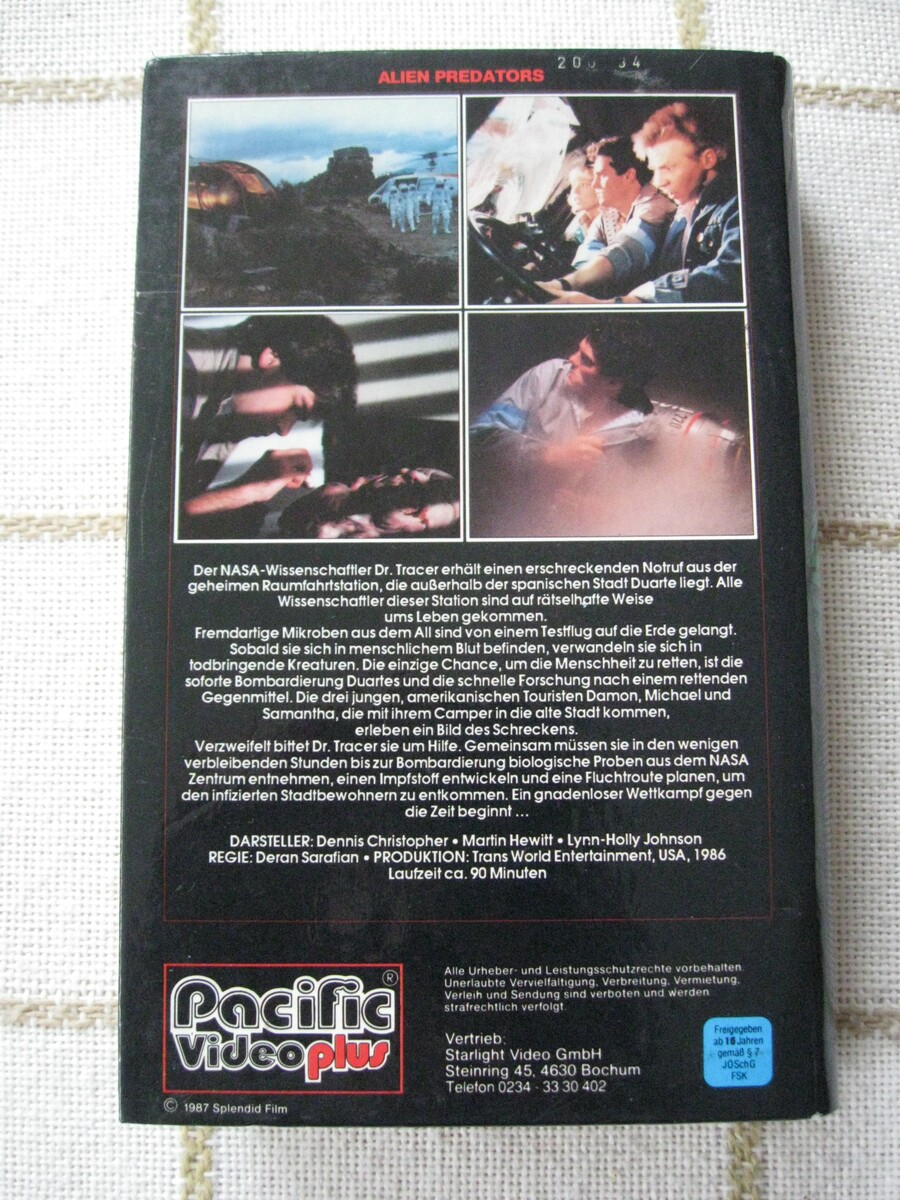 ALIEN PREDATORS
Der NASA-Wissenschaftler Dr. Tracer erhält einen erschreckenden Notruf aus der
geheimen Raumfahrtstation, die außerhalb der spanischen Stadt Duarte liegt. Alle
Wissenschaftler dieser Station sind auf rätselhafte Weise
ums Leben gekommen.
Fremdartige Mikroben aus dem All sind von einem Testflug auf die Erde gelangt.
Sobald sie sich in menschlichem Blut befinden, verwandeln sie sich in
todbringende Kreaturen. Die einzige Chance, um die Menschheit zu retten, ist die
soforte Bombardierung Duartes und die schnelle Forschung nach einem rettenden
Gegenmittel. Die drei jungen, amerikanischen Touristen Damon, Michael und
Samantha, die mit ihrem Camper in die alte Stadt kommen,
erleben ein Bild des Schreckens.
Verzweifelt bittet Dr. Tracer sie um Hilfe. Gemeinsam müssen sie in den wenigen
verbleibenden Stunden bis zur Bombardierung biologische Proben aus dem NASA
Zentrum entnehmen, einen Impfstoff entwickeln und eine Fluchtroute planen, um
den infizierten Stadtbewohnern zu entkommen. Ein gnadenloser Wettkampf gegen
die Zeit beginnt ...
DARSTELLER: Dennis Christopher • Martin Hewitt • Lynn-Holly Johnson
REGIE: Deran Sarafian • PRODUKTION: Trans World Entertainment, USA, 1986
Laufzeit ca. 90 Minuten
Pacific ®
Video plus
© 1987 Splendid Film
Alle Urheber- und Leistungsschutzrechte vorbehalten.
Unerlaubte Vervielfältigung, Verbreitung, Vermietung,
Verleih und Sendung sind verboten und werden
strafrechtlich verfolgt.
Vertrieb:
Starlight Video GmbH
Steinring 45, 4630 Bochum
Telefon 0234 - 33 30 402
Freigegeben
ab 16 Jahren
gemäß § 7
JÖSchG
FSK